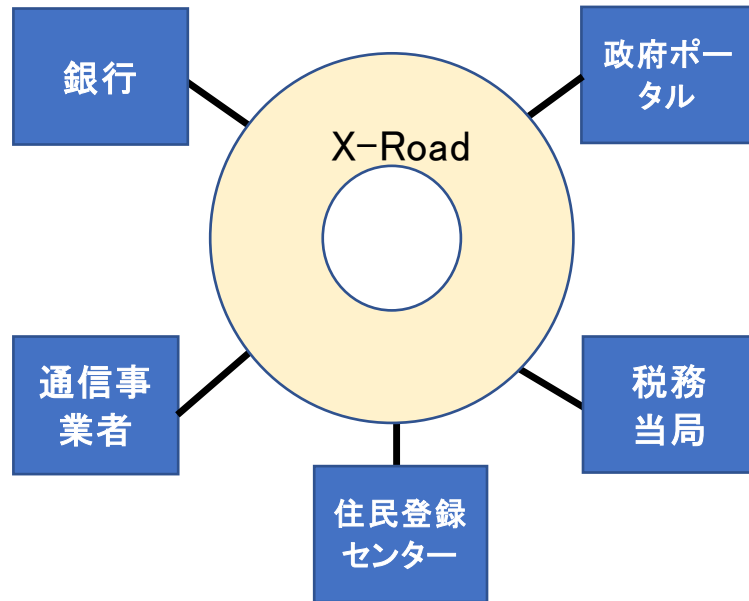 銀行
政府ポー
タル
X−Road
通信事
業者
税務
当局
住民登録
センター